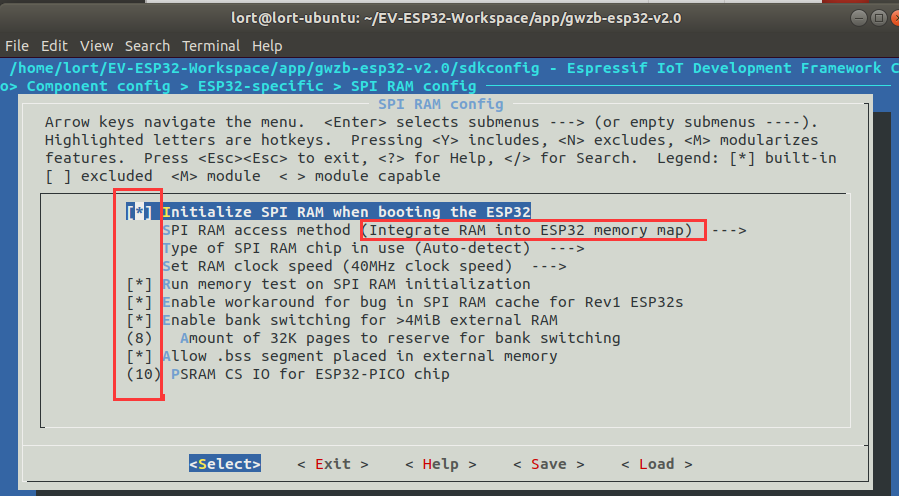 lort@lort-ubuntu: ~/EV-ESP32-Workspace/app/gwzb-esp32-v2.0
File Edit View Search Terminal Help
/home/lort/EV-ESP32-Workspace/app/gwzb-esp32-v2.0/sdkconfig - Espressif IoT Development Framework C
o> Component config > ESP32-specific > SPI RAM config
SPI RAM config
Arrow keys navigate the menu. <Enter> selects submenus ---> (or empty submenus ----).
Highlighted letters are hotkeys. Pressing <Y> includes, <N> excludes, <M> modularizes
features. Press <Esc><Esc> to exit, <?> for Help, </> for Search. Legend: [*] built-in
[ ] excluded <M> module < > module capable
[*] Initialize SPI RAM when booting the ESP32
SPI RAM access method (Integrate RAM into ESP32 memory map) --->
Type of SPI RAM chip in use (Auto-detect) --->
Set RAM clock speed (40MHz clock speed) --->
[*] Run memory test on SPI RAM initialization
[*] Enable workaround for bug in SPI RAM cache for Rev1 ESP32s
[*] Enable bank switching for >4MiB external RAM
(8) Amount of 32K pages to reserve for bank switching
[*] Allow .bss segment placed in external memory
(10) PSRAM CS IO for ESP32-PICO chip
<Select> < Exit > < Help > < Save > < Load >